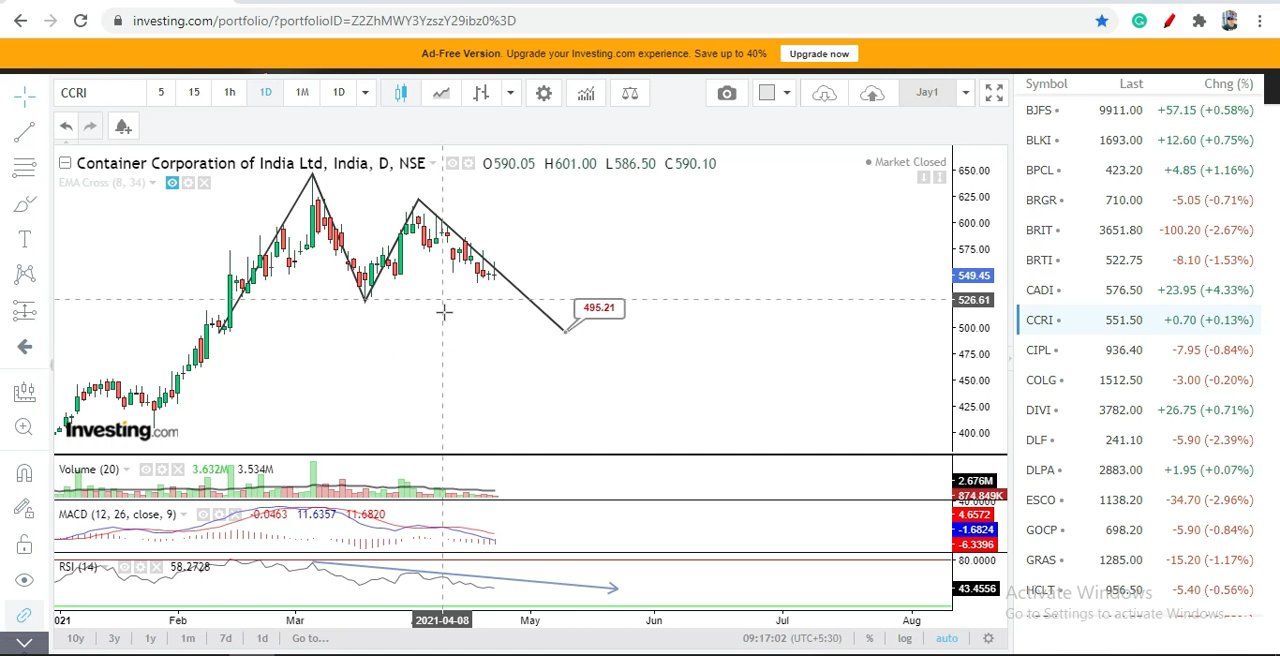 investing.com/portfolio/?portfolioID=Z2ZhMWY3YzszY29ibz0%3D
Ad-Free Version. Upgrade your Investing.com experience. Save up to 40% Upgrade now
CCRI 5 15 1h 1D 1M 1D Jay1
Symbol Last Chng (%)
Container Corporation of India Ltd, India, D, NSE O590.05 H601.00 L586.50 C590.10
Market Closed
EMA Cross (8, 34)
650.00
625.00
600.00
575.00
549.45
526.61
500.00
475.00
450.00
425.00
400.00
495.21
Investing.com
Volume (20) 3.632M 3.534M
2.676M
874.849K
MACD (12, 26, close, 9) -0.0463 11.6357 11.6820
4.6572
-1.6824
-6.3396
RSI (14) 58.2728
80.0000
43.4556
021 Feb Mar 2021-04-08 May Jun Jul Aug
10y 3y 1y 1m 7d 1d Go to... 09:17:02 (UTC+5:30) % log auto
BJFS 9911.00 +57.15 (+0.58%)
BLKI 1693.00 +12.60 (+0.75%)
BPCL 423.20 +4.85 (+1.16%)
BRGR 710.00 -5.05 (-0.71%)
BRIT 3651.80 -100.20 (-2.67%)
BRTI 522.75 -8.10 (-1.53%)
CADI 576.50 +23.95 (+4.33%)
CCRI 551.50 +0.70 (+0.13%)
CIPL 936.40 -7.95 (-0.84%)
COLG 1512.50 -3.00 (-0.20%)
DIVI 3782.00 +26.75 (+0.71%)
DLF 241.10 -5.90 (-2.39%)
DLPA 2883.00 +1.95 (+0.07%)
ESCO 1138.20 -34.70 (-2.96%)
GOCP 698.20 -5.90 (-0.84%)
GRAS 1285.00 -15.20 (-1.17%)
HCLT 956.50 -5.40 (-0.56%)
Activate Windows
Go to Settings to activate Windows.